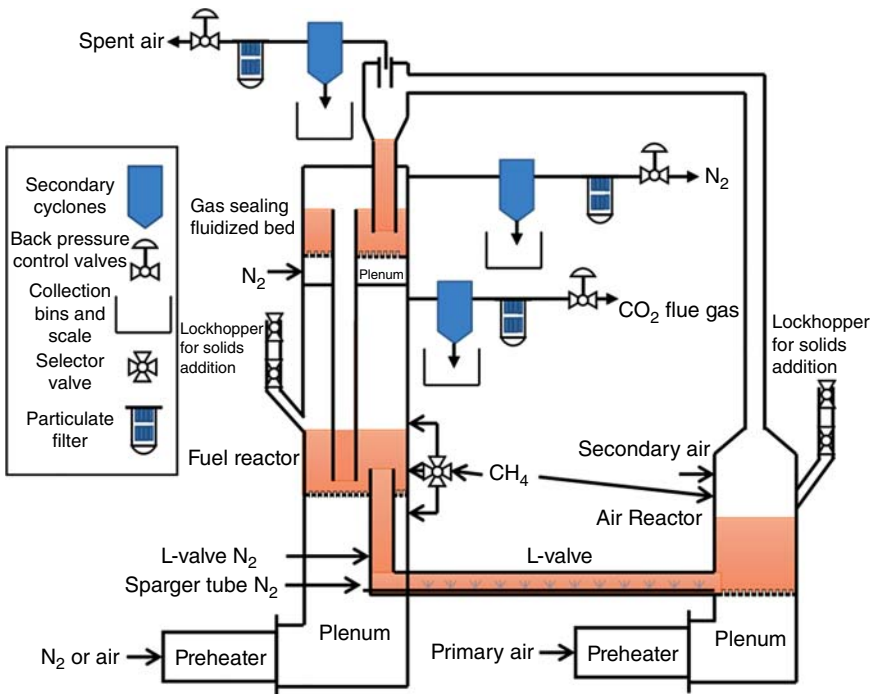 Spent air
Secondary
cyclones
Back pressure
control valves
Collection
bins and
scale
Selector
valve
Particulate
filter
Gas sealing
fluidized bed
N2
Plenum
N2
CO2 flue gas
Lockhopper
for solids
addition
Lockhopper
for solids
addition
Fuel reactor
CH4
Secondary air
Air Reactor
L-valve N2
L-valve
Sparger tube N2
N2 or air
Preheater
Plenum
Primary air
Preheater
Plenum